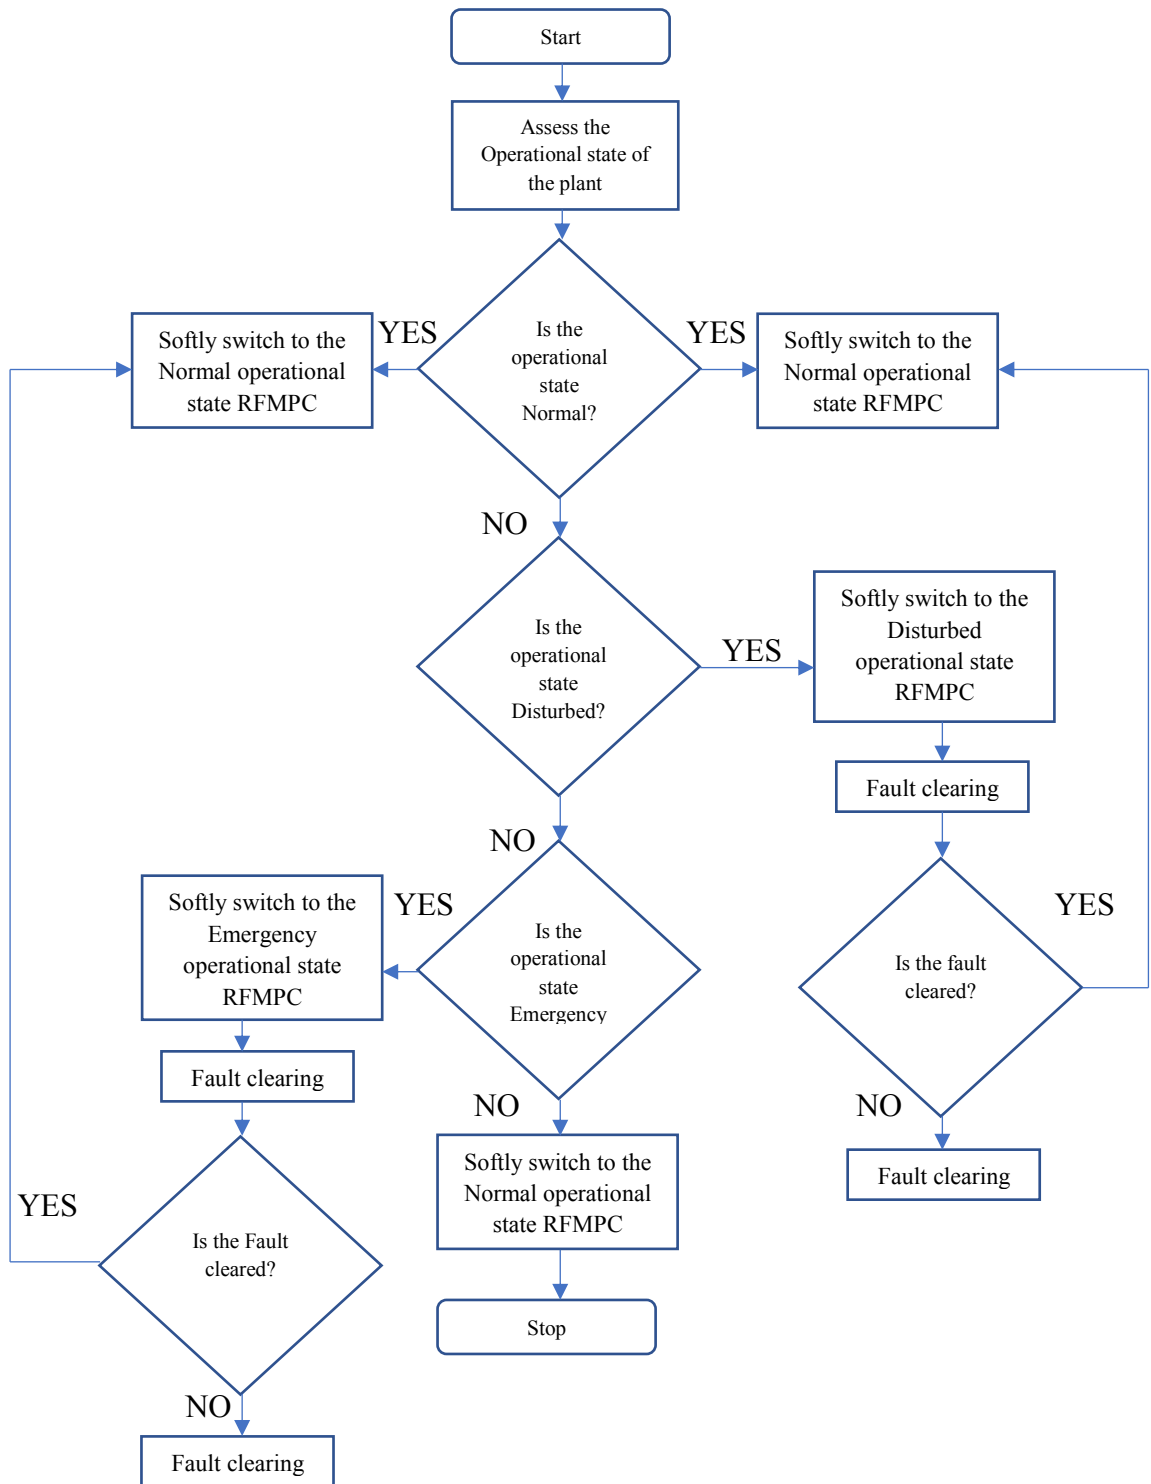 Start
Assess the
Operational state of
the plant
Softly switch to the
Normal operational
state RFMPC
YES
Is the
operational
state
Normal?
YES
Softly switch to the
Normal operational
state RFMPC
NO
Is the
operational
state
Disturbed?
YES
Softly switch to the
Disturbed
operational state
RFMPC
Fault clearing
NO
Softly switch to the
Emergency
operational state
RFMPC
YES
Is the
operational
state
Emergency
Is the fault
cleared?
YES
Fault clearing
NO
NO
Softly switch to the
Normal operational
state RFMPC
Fault clearing
YES
Is the Fault
cleared?
Stop
NO
Fault clearing